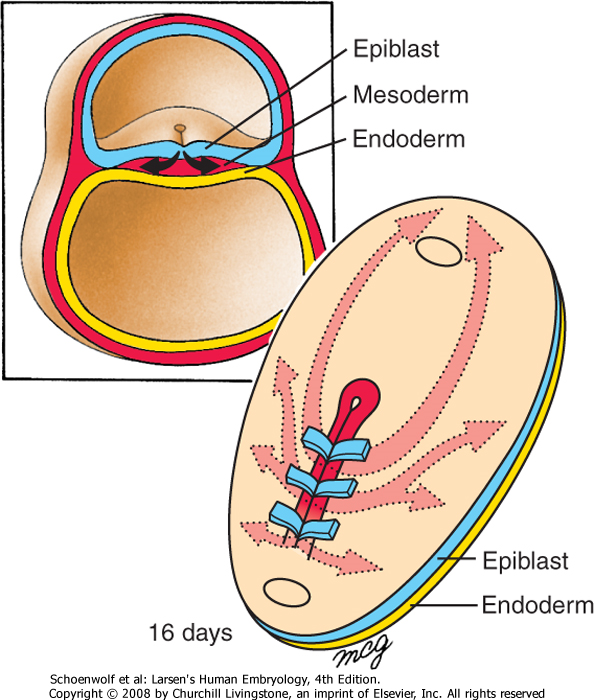 Epiblast
Mesoderm
Endoderm
Epiblast
Endoderm
16 days
mcg
Schoenwolf et al: Larsen's Human Embryology, 4th Edition.
Copyright © 2008 by Churchill Livingstone, an imprint of Elsevier, Inc. All rights reserved